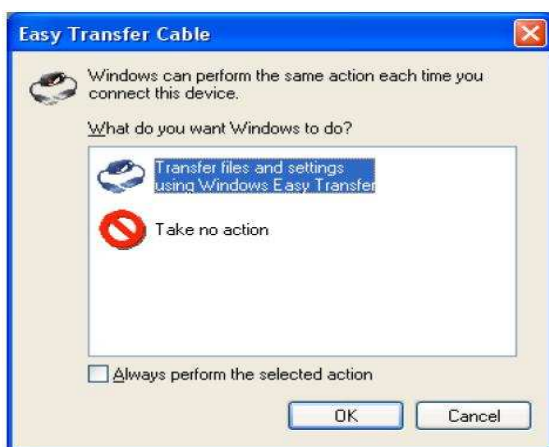 Easy Transfer Cable
Windows can perform the same action each time you
connect this device.
What do you want Windows to do?
Transfer files and settings
using Windows Easy Transfer
Take no action
Always perform the selected action
OK
Cancel